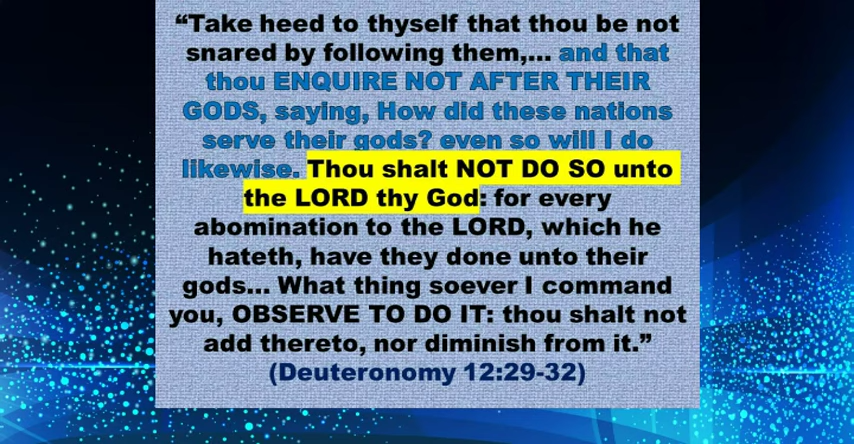 “Take heed to thyself that thou be not
snared by following them,... and that
thou ENQUIRE NOT AFTER THEIR
GODS, saying, How did these nations
serve their gods? even so will I do
likewise. Thou shalt NOT DO SO unto
the LORD thy God: for every
abomination to the LORD, which he
hateth, have they done unto their
gods... What thing soever I command
you, OBSERVE TO DO IT: thou shalt not
add thereto, nor diminish from it.”
(Deuteronomy 12:29-32)